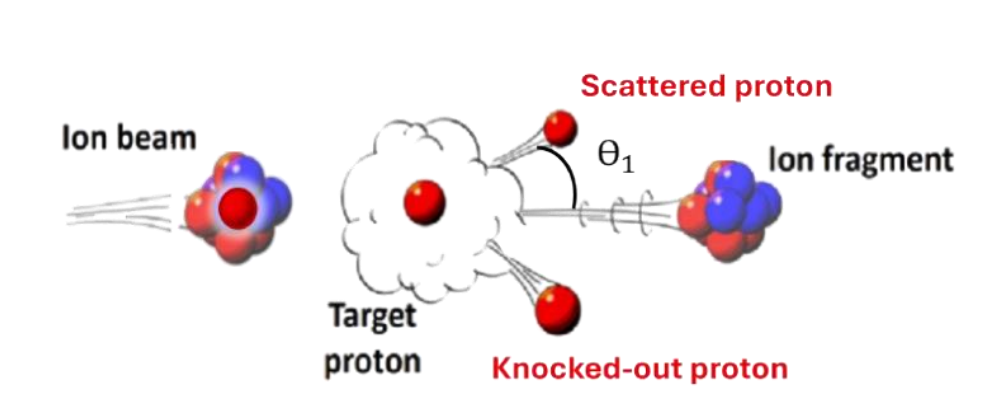 Scattered proton
Ion beam
θ₁
Ion fragment
Target
proton
Knocked-out proton